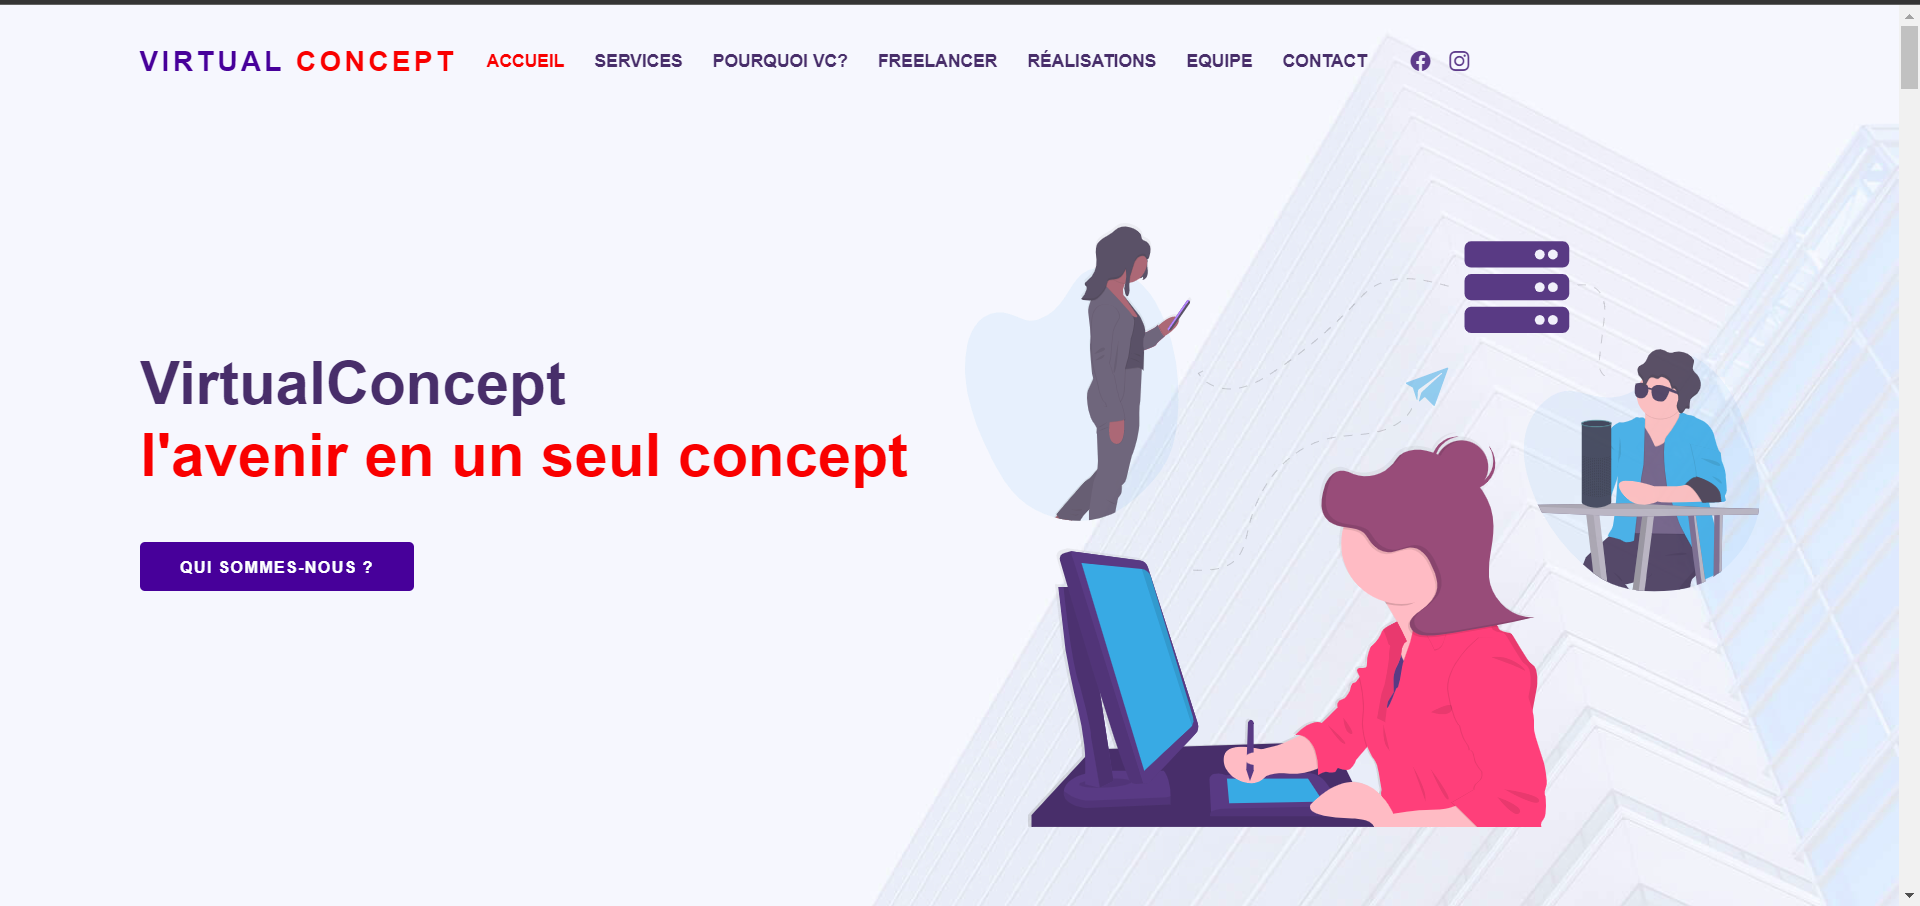 VIRTUAL CONCEPT ACCUEIL SERVICES POURQUOI VC? FREELANCER RÉALISATIONS EQUIPE CONTACT
VirtualConcept
l'avenir en un seul concept
QUI SOMMES-NOUS ?